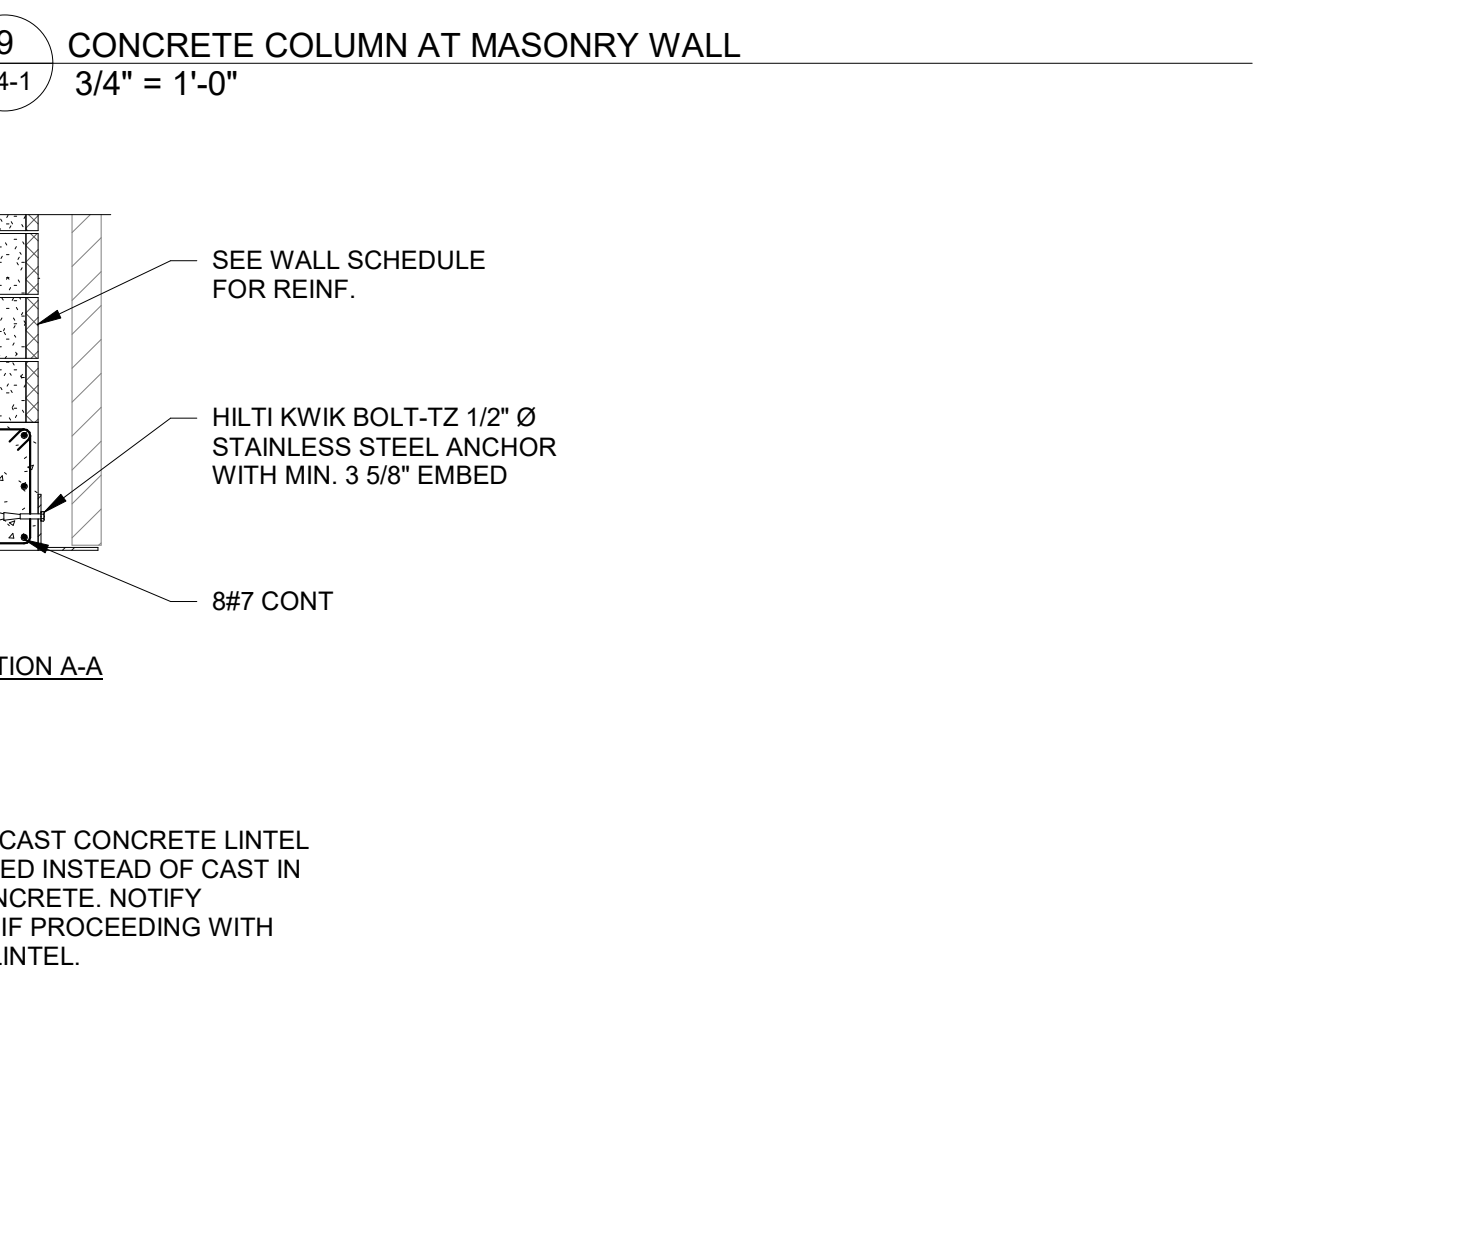 9
4-1
CONCRETE COLUMN AT MASONRY WALL
3/4" = 1'-0"
SEE WALL SCHEDULE
FOR REINF.
HILTI KWIK BOLT-TZ 1/2" Ø
STAINLESS STEEL ANCHOR
WITH MIN. 3 5/8" EMBED
8#7 CONT
TION A-A
CAST CONCRETE LINTEL
ED INSTEAD OF CAST IN
NCRETE. NOTIFY
IF PROCEEDING WITH
LINTEL.